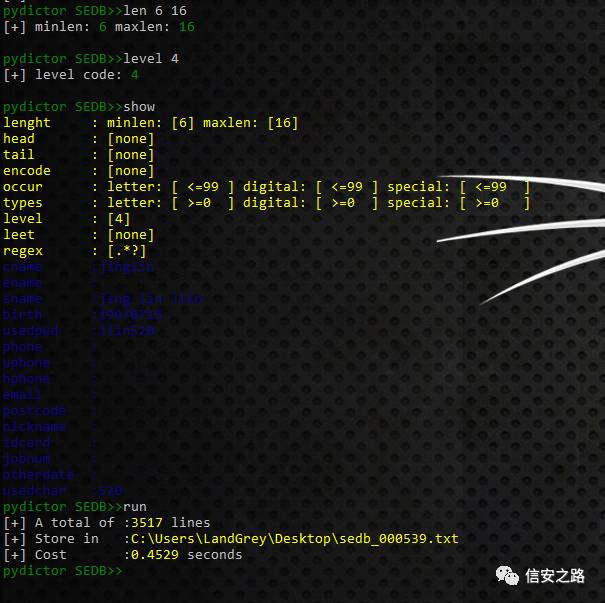 pydictor SEDB>>len 6 16
[+] minlen: 6 maxlen: 16
pydictor SEDB>>level 4
[+] level code: 4
pydictor SEDB>>show
lenght : minlen: [6] maxlen: [16]
head : [none]
tail : [none]
encode : [none]
occur : letter: [ <=99 ] digital: [ <=99 ] special: [ <=99 ]
types : letter: [ >=0 ] digital: [ >=0 ] special: [ >=0 ]
level : [4]
leet : [none]
regex : [.*?]
cname :jinglin
ename :
sname :jing lin jlin
birth :19970716
usedpwd :jlin520
phone :
uphone :
hphone :
email :
postcode :
nickname :
idcard :
jobnum :
otherdate :
usedchar :520
pydictor SEDB>>run
[+] A total of :3517 lines
[+] Store in :C:\Users\LandGrey\Desktop\sedb_000539.txt
[+] Cost :0.4529 seconds
pydictor SEDB>>
信安之路